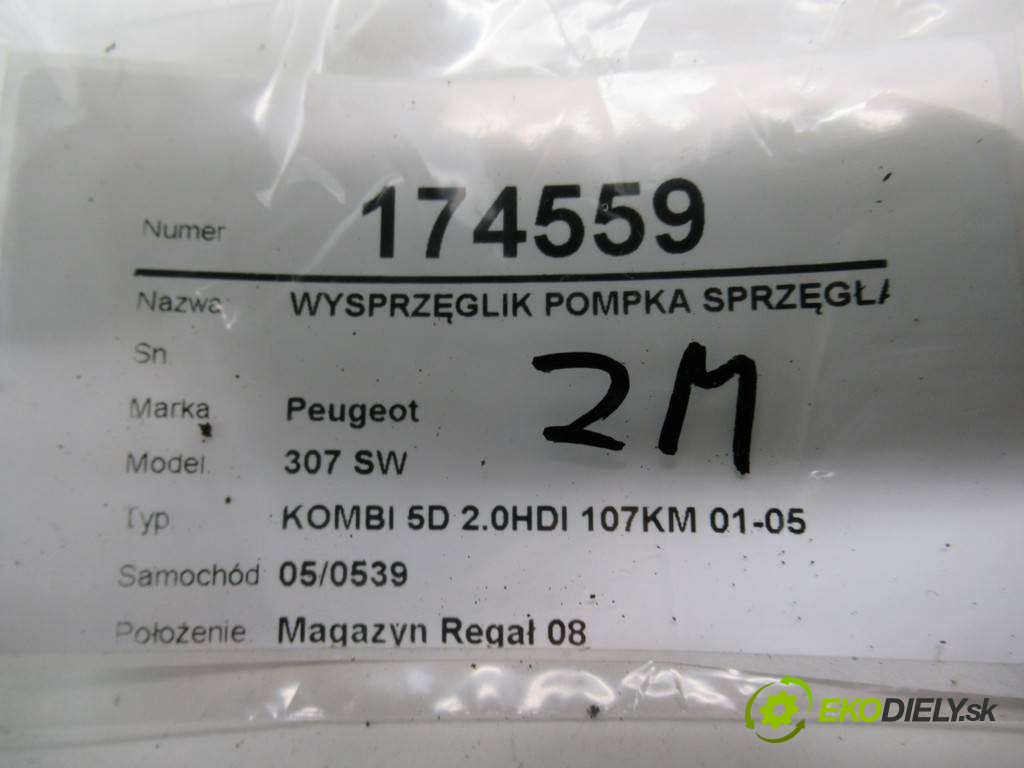 Numer 174559
Nazwa: WYSPRZĘGLIK POMPKA SPRZĘGŁA
Sn
2M
Marka Peugeot
Model 307 SW
Typ KOMBI 5D 2.0HDI 107KM 01-05
Samochód 05/0539
Położenie Magazyn Regał 08
EKODIELY.sk